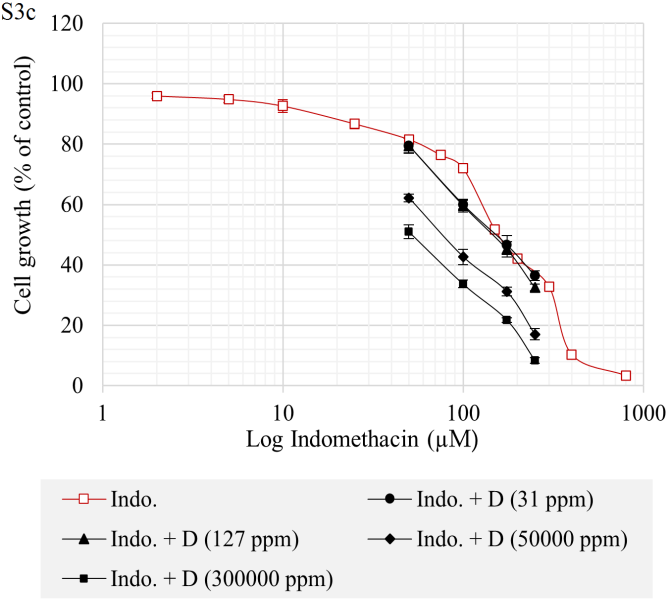 S3c
120
100
80
60
40
20
0
Cell growth (% of control)
1 10 100 1000
Log Indomethacin (µM)
Indo. Indo. + D (31 ppm)
Indo. + D (127 ppm) Indo. + D (50000 ppm)
Indo. + D (300000 ppm)